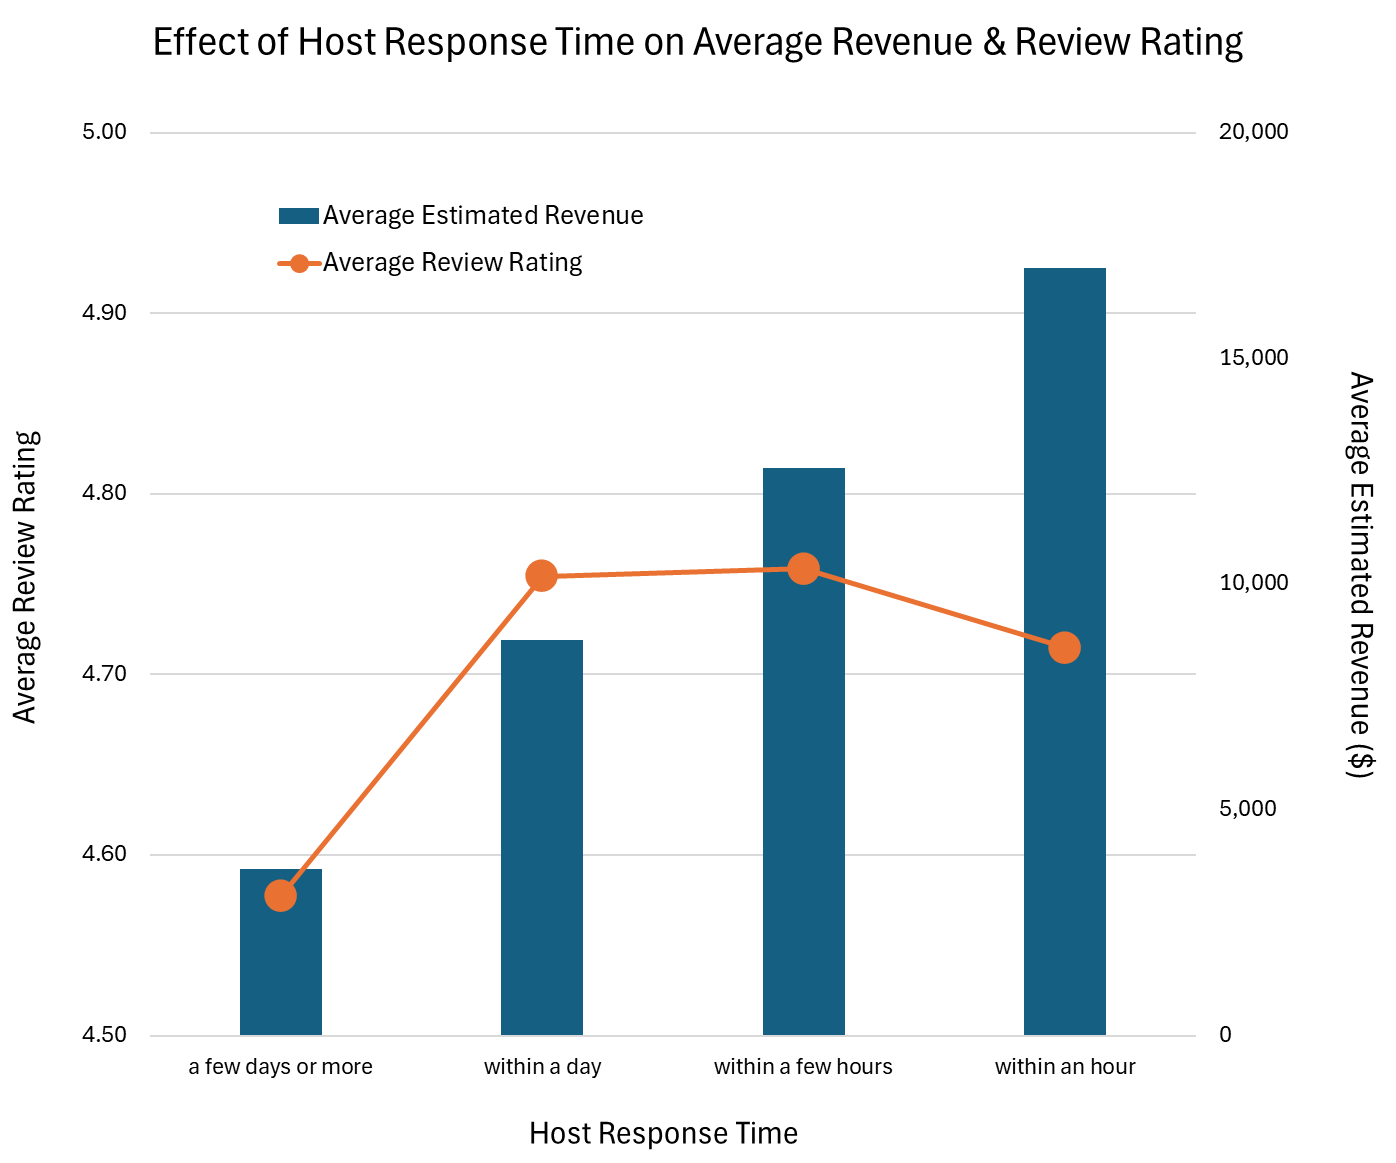 Effect of Host Response Time on Average Revenue & Review Rating
5.00
20,000
Average Estimated Revenue
Average Review Rating
4.90
15,000
4.80
10,000
4.70
5,000
4.60
4.50
0
Average Review Rating
Average Estimated Revenue ($)
a few days or more
within a day
within a few hours
within an hour
Host Response Time